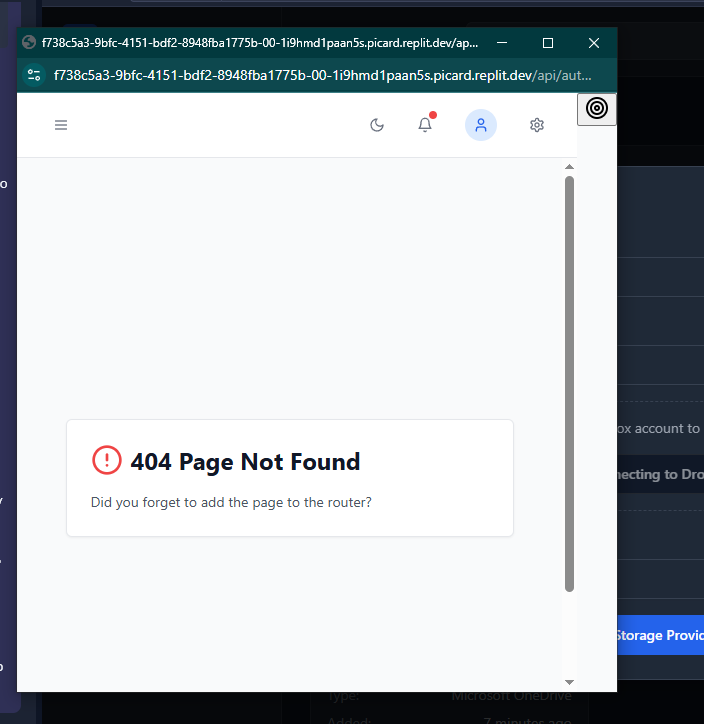 f738c5a3-9bfc-4151-bdf2-8948fba1775b-00-1i9hmd1paan5s.picard.replit.dev/ap...
f738c5a3-9bfc-4151-bdf2-8948fba1775b-00-1i9hmd1paan5s.picard.replit.dev/api/aut...
404 Page Not Found
Did you forget to add the page to the router?
ox account to
necting to Dro
Storage Provid
Type: Microsoft OneDrive
Added: 7 minutes ago